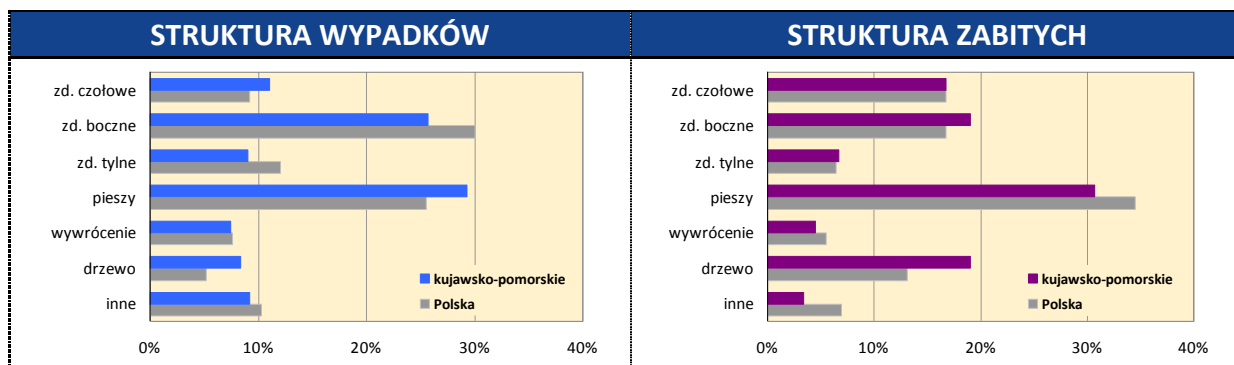 STRUKTURA WYPADKÓW
zd. czołowe
zd. boczne
zd. tylne
pieszy
wywrócenie
drzewo
inne
kujawsko-pomorskie
Polska
0% 10% 20% 30% 40%
STRUKTURA ZABITYCH
zd. czołowe
zd. boczne
zd. tylne
pieszy
wywrócenie
drzewo
inne
kujawsko-pomorskie
Polska
0% 10% 20% 30% 40%